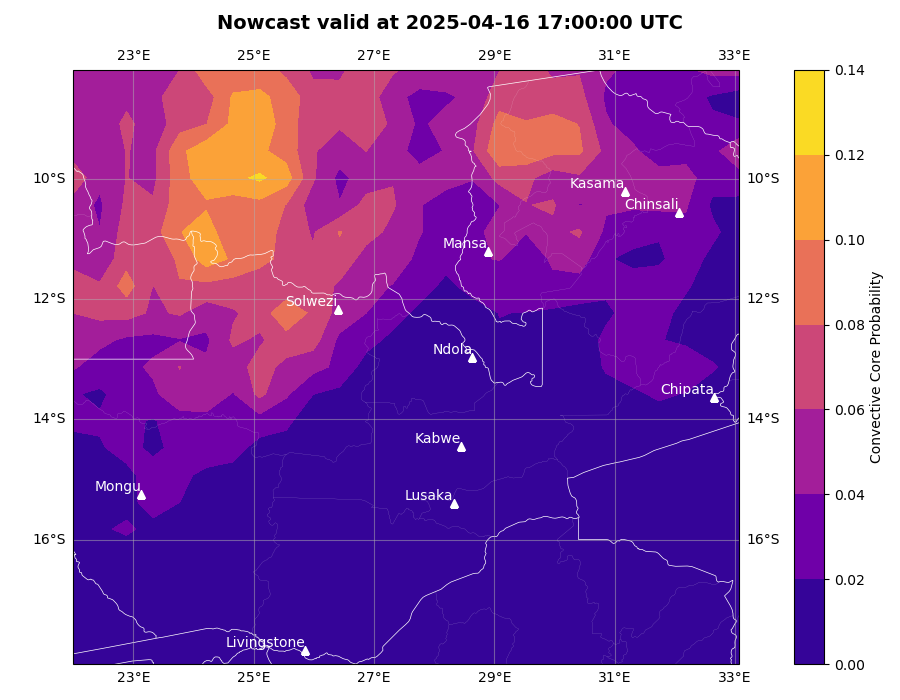 Nowcast valid at 2025-04-16 17:00:00 UTC
23°E 25°E 27°E 29°E 31°E 33°E
0.14
0.12
10°S Kasama 10°S
Chinsali
0.10
Mansa
12°S Solwezi 12°S
0.08
Ndola
Chipata
0.06
14°S 14°S
Kabwe
Mongu
Lusaka
0.04
16°S 16°S
0.02
Livingstone
0.00
23°E 25°E 27°E 29°E 31°E 33°E
Convective Core Probability